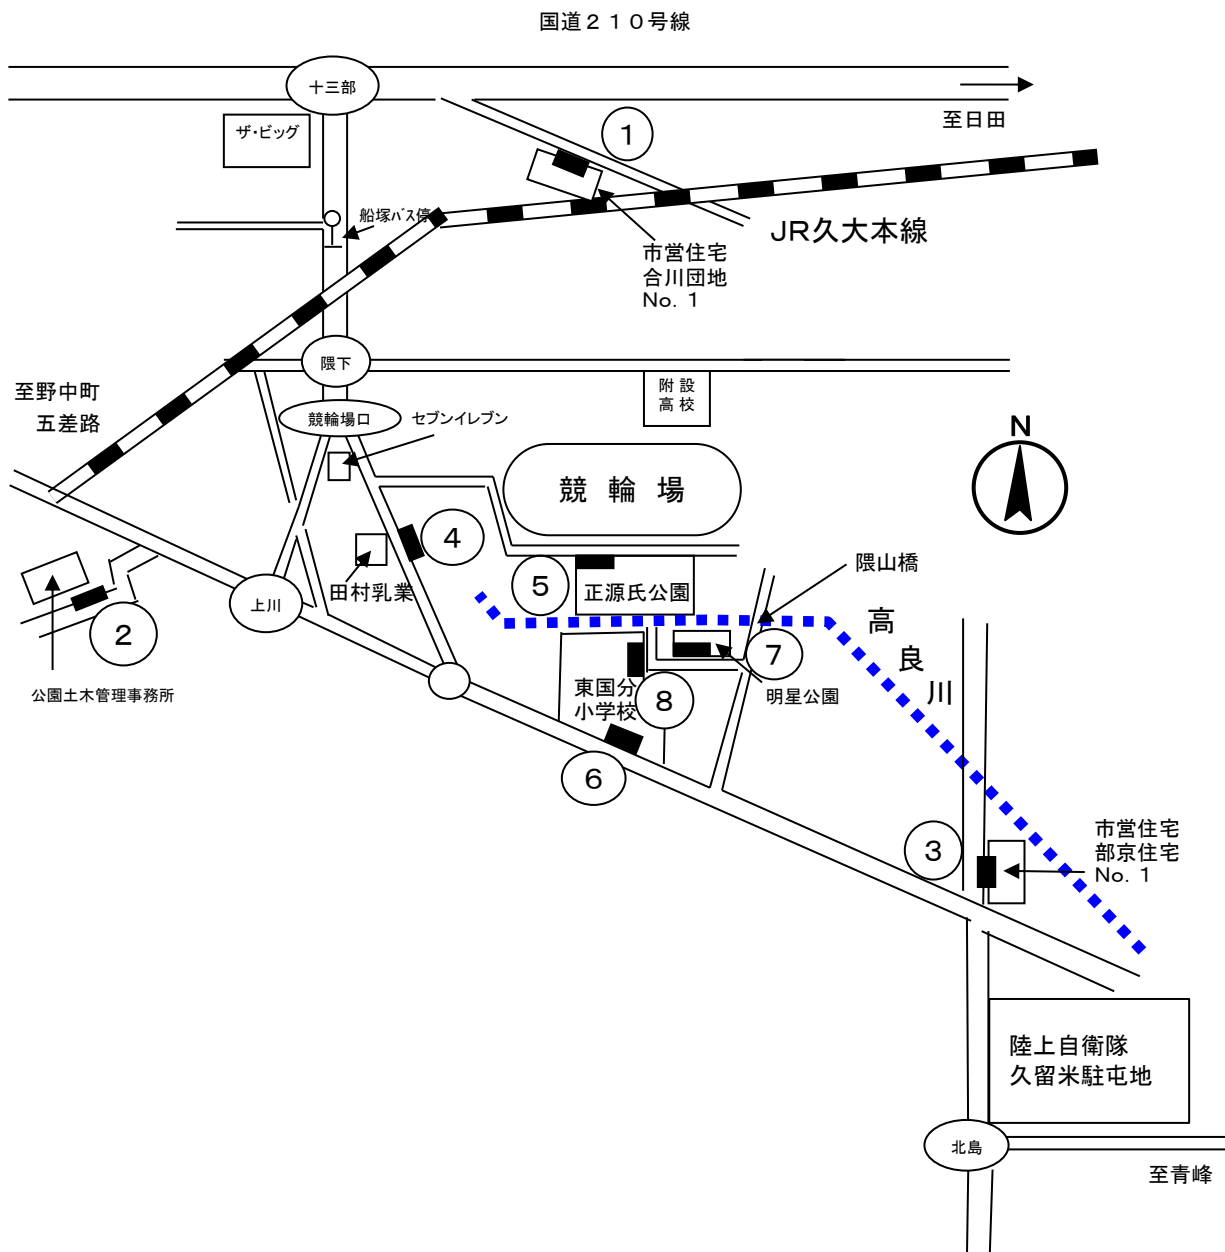 国道２１０号線
十三部
ザ・ビッグ
①
至日田
船塚バス停
JR久大本線
市営住宅
合川団地
No. 1
隈下
附 設
高 校
至野中町
五差路
競輪場口
セブンイレブン
N
競 輪 場
④
隈山橋
⑤
正源氏公園
田村乳業
上川
②
高
良
川
⑦
東国分
小学校
⑧
明星公園
公園土木管理事務所
⑥
③
市営住宅
部京住宅
No. 1
陸上自衛隊
久留米駐屯地
北島
至青峰